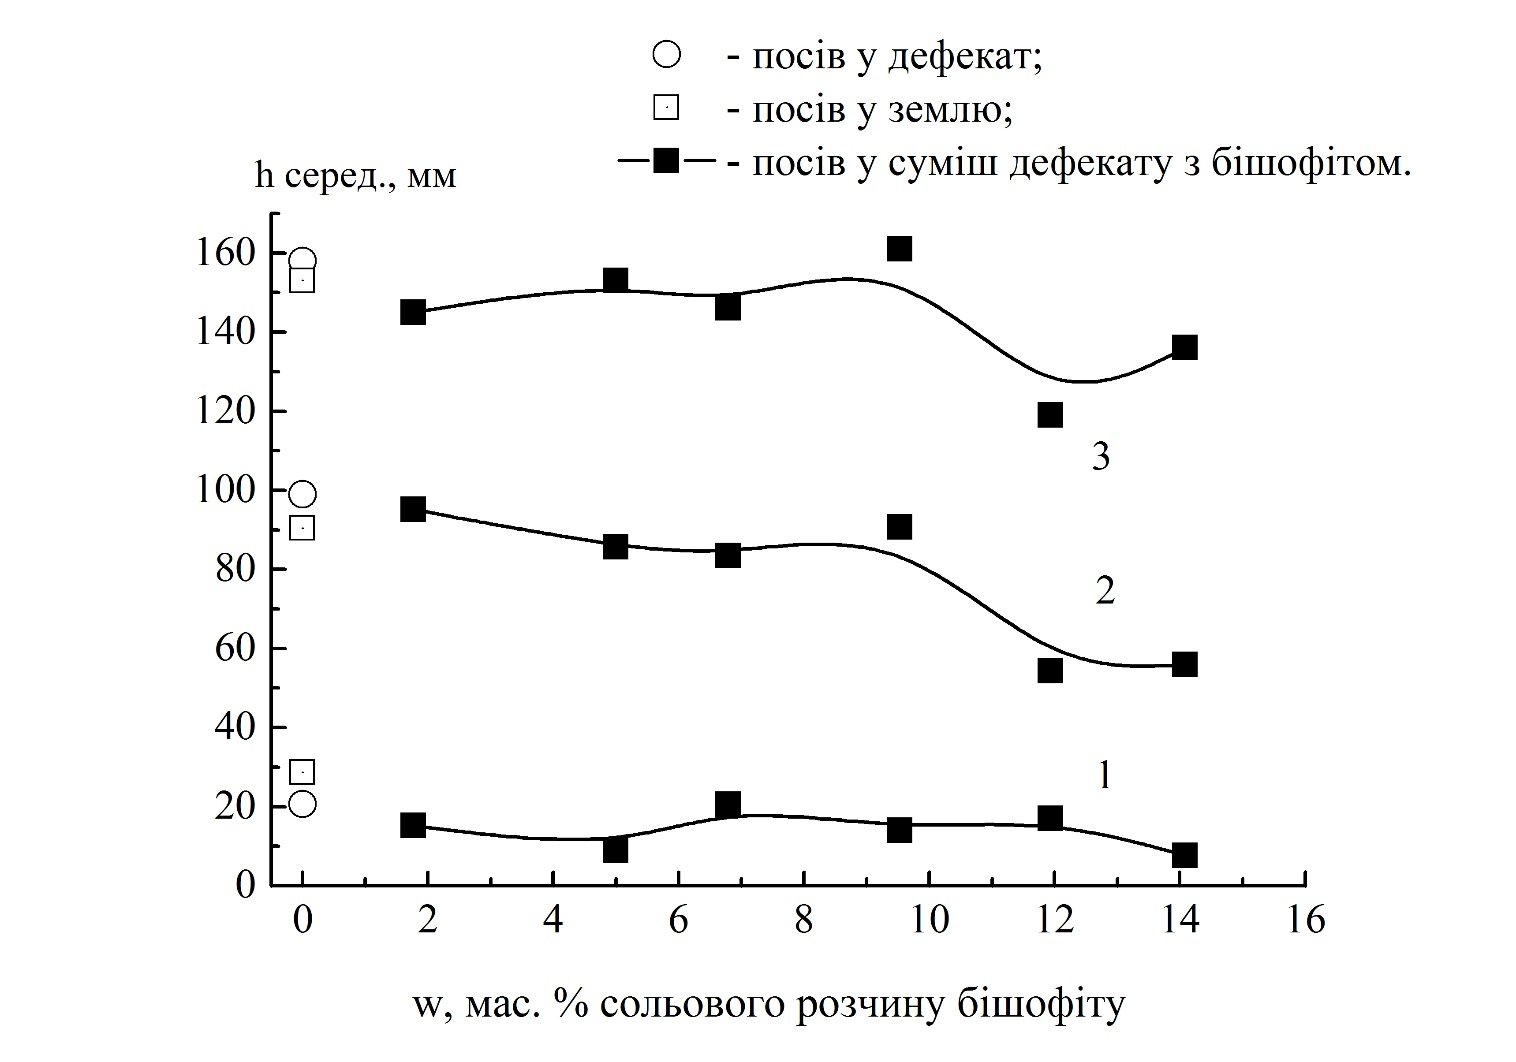 - посів у дефекат;
- посів у землю;
- посів у суміш дефекату з бішофітом.
h серед., мм
160
140
120
100
80
60
40
20
0
3
2
1
0 2 4 6 8 10 12 14 16
w, мас. % сольового розчину бішофіту